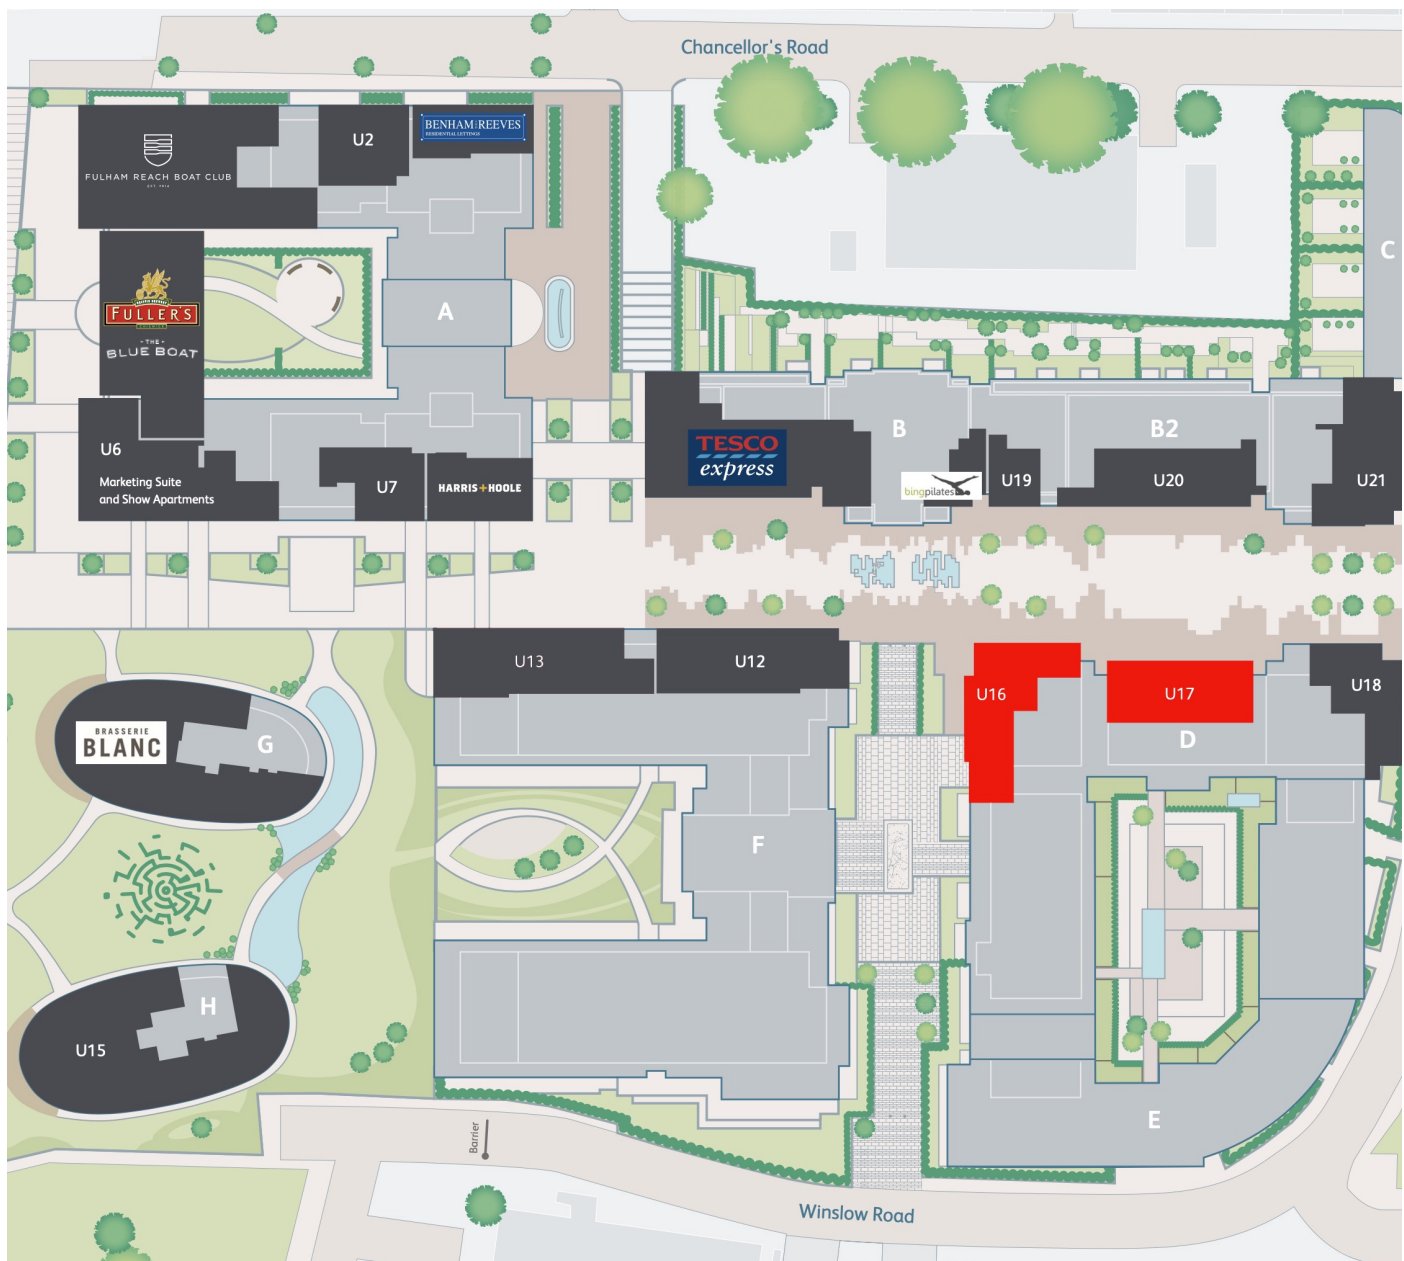 Chancellor's Road
FULHAM REACH BOAT CLUB
U2
BENHAM AND REEVES
RESIDENTIAL LETTINGS
C
FULLER'S
- THE -
BLUE BOAT
A
U6
Marketing Suite
and Show Apartments
U7
HARRIS+HOOLE
TESCO
express
B
bingpilates
U19
B2
U20
U21
U13
U12
U16
U17
U18
D
BRASSERIE
BLANC
G
F
H
U15
E
Barrier
Winslow Road